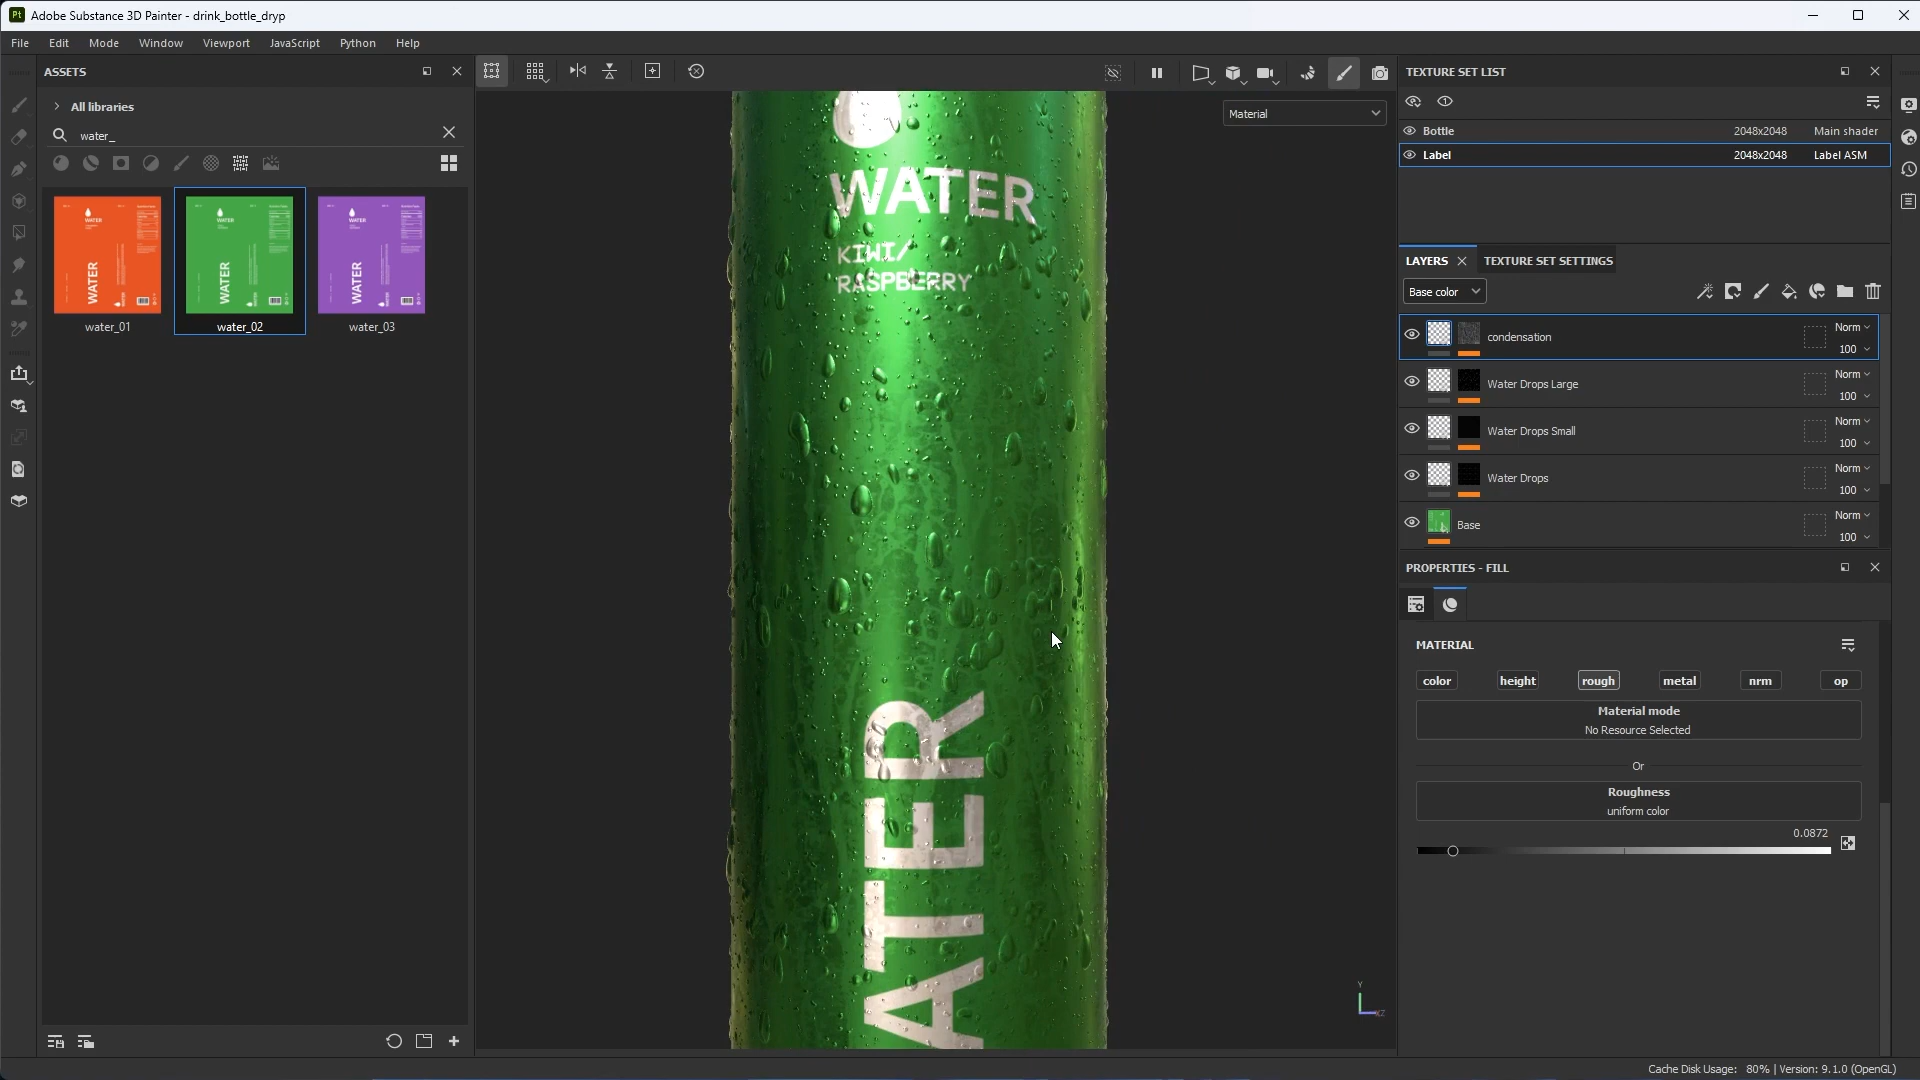 Adobe Substance 3D Painter - drink_bottle_dryp
File Edit Mode Window Viewport JavaScript Python Help
ASSETS
All libraries
water_
water_01 water_02 water_03
Material
WATER
KIWI/
RASPBERRY
WATER
TEXTURE SET LIST
Bottle 2048x2048 Main shader
Label 2048x2048 Label ASM
LAYERS TEXTURE SET SETTINGS
Base color
condensation Norm 100
Water Drops Large Norm 100
Water Drops Small Norm 100
Water Drops Norm 100
Base Norm 100
PROPERTIES - FILL
MATERIAL
color height rough metal nrm op
Material mode
No Resource Selected
Or
Roughness
uniform color
0.0872
Cache Disk Usage: 80% | Version: 9.1.0 (OpenGL)